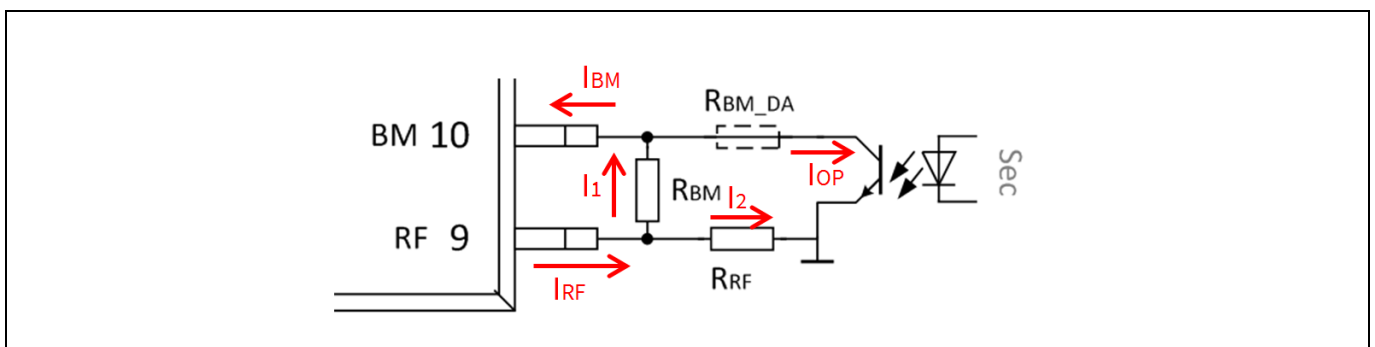 IBM
RBM_DA
BM 10
IOP
Sec
I1
RBM
I2
RF 9
IRF
RRF